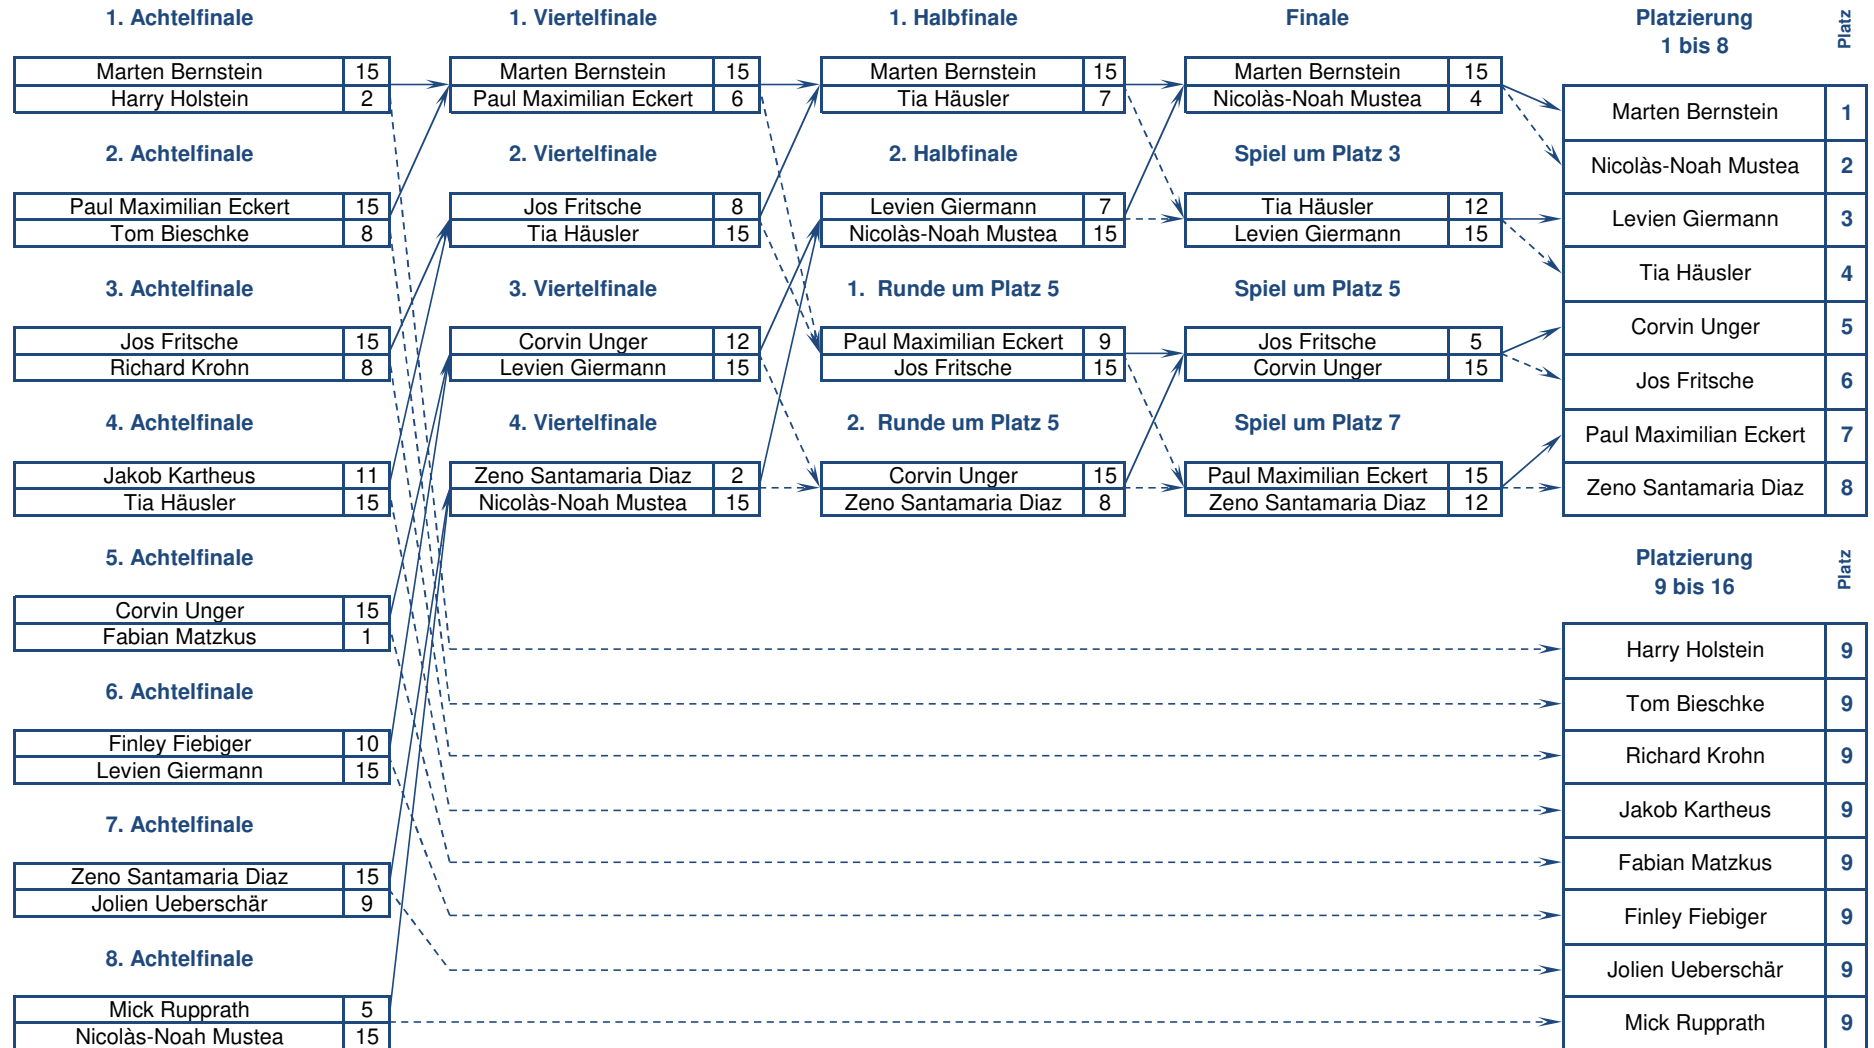 1. Achtelfinale
Marten Bernstein 15
Harry Holstein 2
2. Achtelfinale
Paul Maximilian Eckert 15
Tom Bieschke 8
3. Achtelfinale
Jos Fritsche 15
Richard Krohn 8
4. Achtelfinale
Jakob Kartheus 11
Tia Häusler 15
5. Achtelfinale
Corvin Unger 15
Fabian Matzkus 1
6. Achtelfinale
Finley Fiebiger 10
Levien Giermann 15
7. Achtelfinale
Zeno Santamaria Diaz 15
Jolien Ueberschär 9
8. Achtelfinale
Mick Rupprath 5
Nicolàs-Noah Mustea 15
1. Viertelfinale
Marten Bernstein 15
Paul Maximilian Eckert 6
2. Viertelfinale
Jos Fritsche 8
Tia Häusler 15
3. Viertelfinale
Corvin Unger 12
Levien Giermann 15
4. Viertelfinale
Zeno Santamaria Diaz 2
Nicolàs-Noah Mustea 15
1. Halbfinale
Marten Bernstein 15
Tia Häusler 7
2. Halbfinale
Levien Giermann 7
Nicolàs-Noah Mustea 15
1. Runde um Platz 5
Paul Maximilian Eckert 9
Jos Fritsche 15
2. Runde um Platz 5
Corvin Unger 15
Zeno Santamaria Diaz 8
Finale
Marten Bernstein 15
Nicolàs-Noah Mustea 4
Spiel um Platz 3
Tia Häusler 12
Levien Giermann 15
Spiel um Platz 5
Jos Fritsche 5
Corvin Unger 15
Spiel um Platz 7
Paul Maximilian Eckert 15
Zeno Santamaria Diaz 12
Platzierung
1 bis 8
Platz
Marten Bernstein 1
Nicolàs-Noah Mustea 2
Levien Giermann 3
Tia Häusler 4
Corvin Unger 5
Jos Fritsche 6
Paul Maximilian Eckert 7
Zeno Santamaria Diaz 8
Platzierung
9 bis 16
Platz
Harry Holstein 9
Tom Bieschke 9
Richard Krohn 9
Jakob Kartheus 9
Fabian Matzkus 9
Finley Fiebiger 9
Jolien Ueberschär 9
Mick Rupprath 9